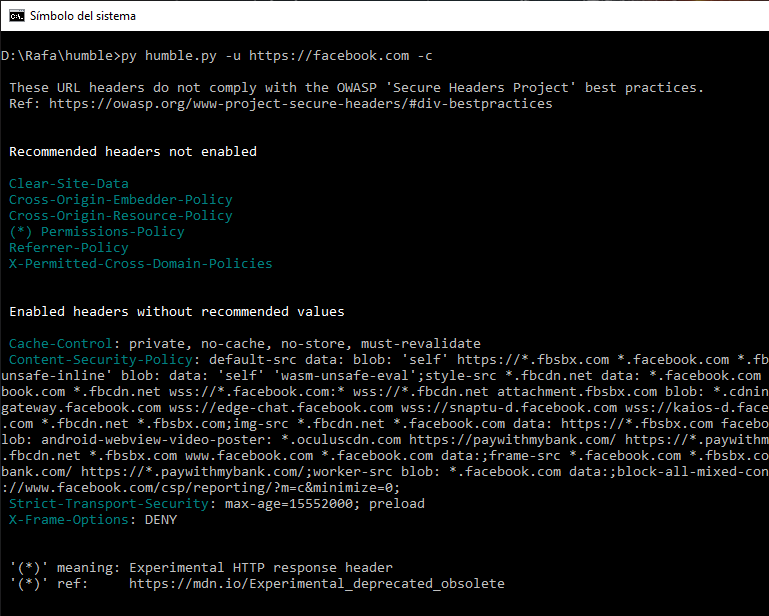 Símbolo del sistema
D:\Rafa\humble>py humble.py -u https://facebook.com -c
These URL headers do not comply with the OWASP 'Secure Headers Project' best practices.
Ref: https://owasp.org/www-project-secure-headers/#div-bestpractices
Recommended headers not enabled
Clear-Site-Data
Cross-Origin-Embedder-Policy
Cross-Origin-Resource-Policy
(*) Permissions-Policy
Referrer-Policy
X-Permitted-Cross-Domain-Policies
Enabled headers without recommended values
Cache-Control: private, no-cache, no-store, must-revalidate
Content-Security-Policy: default-src data: blob: 'self' https://*.fbsbx.com *.facebook.com *.fb
unsafe-inline' blob: data: 'self' 'wasm-unsafe-eval';style-src *.fbcdn.net data: *.facebook.com
book.com *.fbcdn.net wss://*.facebook.com:* wss://*.fbcdn.net attachment.fbsbx.com blob: *.cdnin
gateway.facebook.com wss://edge-chat.facebook.com wss://snaptu-d.facebook.com wss://kaios-d.face
.com *.fbcdn.net *.fbsbx.com;img-src *.fbcdn.net *.facebook.com data: https://*.fbsbx.com facebo
lob: android-webview-video-poster: *.oculuscdn.com https://paywithmybank.com/ https://*.paywithm
.fbcdn.net *.fbsbx.com www.facebook.com *.facebook.com data:;frame-src *.facebook.com *.fbsbx.co
bank.com/ https://*.paywithmybank.com/;worker-src blob: *.facebook.com data:;block-all-mixed-con
://www.facebook.com/csp/reporting/?m=c&minimize=0;
Strict-Transport-Security: max-age=15552000; preload
X-Frame-Options: DENY
'(*)' meaning: Experimental HTTP response header
'(*)' ref: https://mdn.io/Experimental_deprecated_obsolete